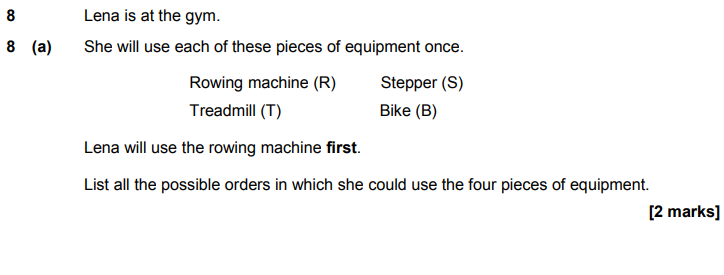 8 Lena is at the gym.
8 (a) She will use each of these pieces of equipment once.
Rowing machine (R) Stepper (S)
Treadmill (T) Bike (B)
Lena will use the rowing machine first.
List all the possible orders in which she could use the four pieces of equipment.
[2 marks]